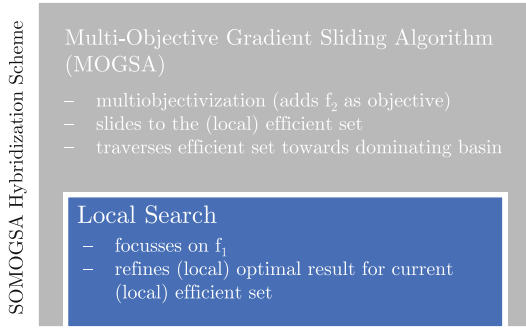 SOMOGSA Hybridization Scheme
Multi-Objective Gradient Sliding Algorithm
(MOGSA)
– multiobjectivization (adds f₂ as objective)
– slides to the (local) efficient set
– traverses efficient set towards dominating basin
Local Search
– focusses on f₁
– refines (local) optimal result for current
(local) efficient set